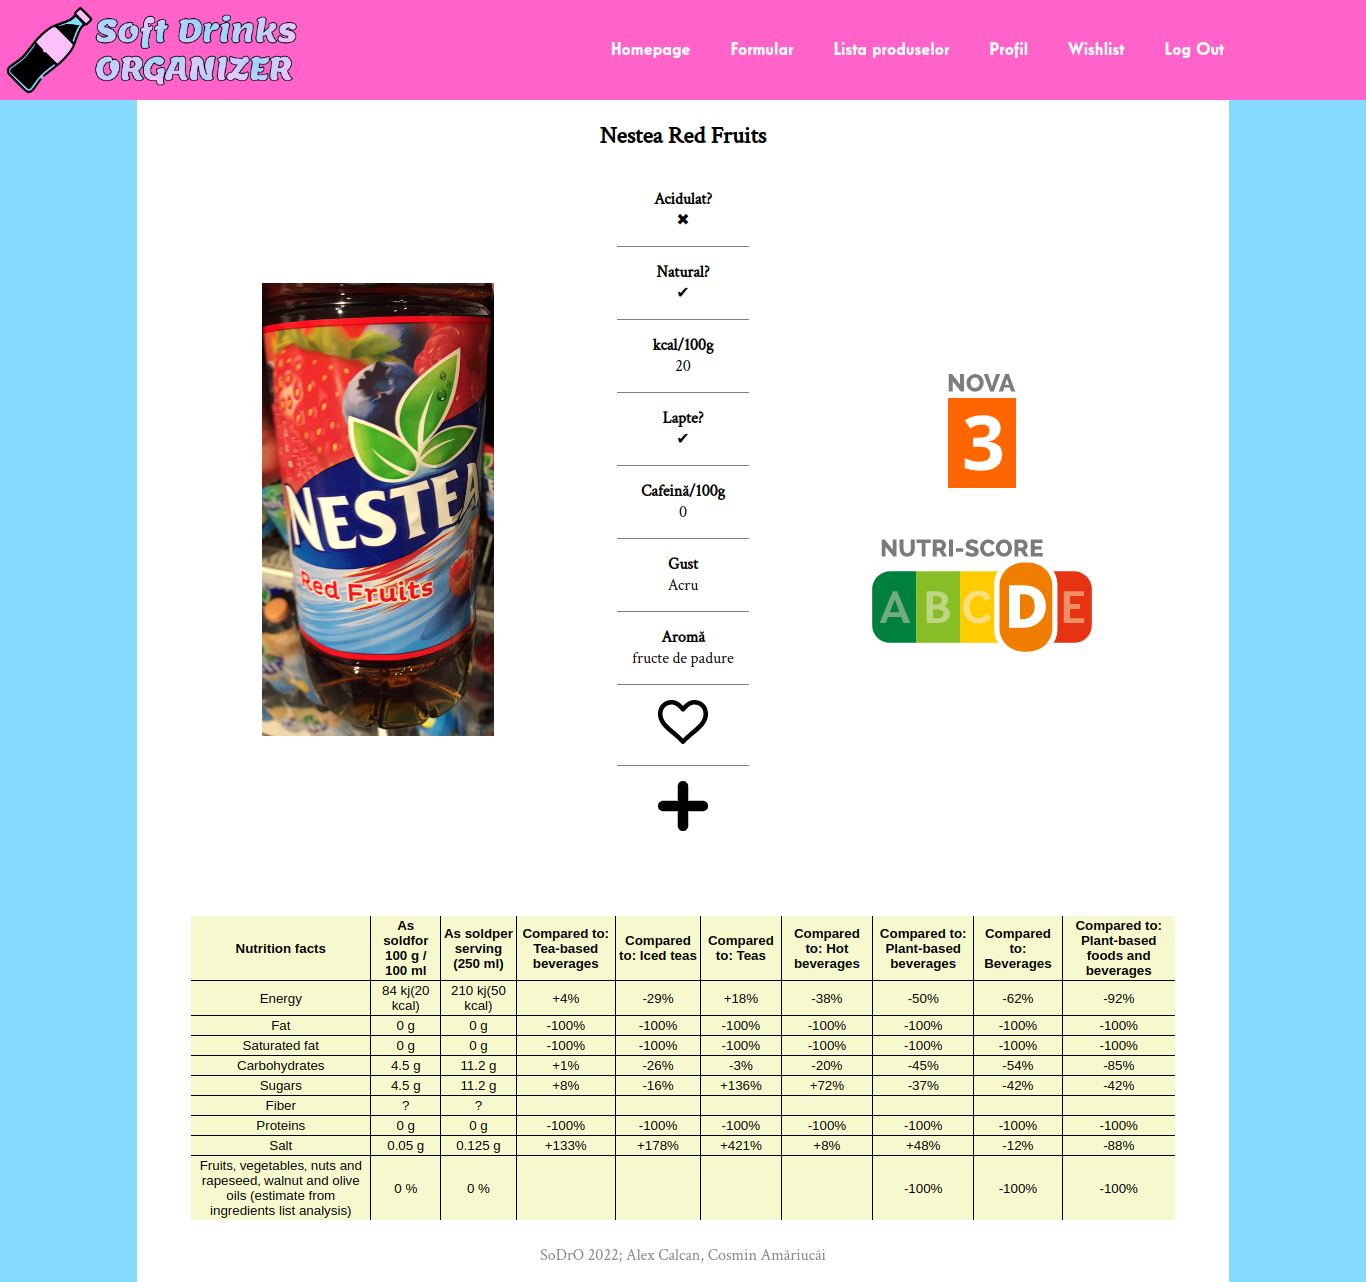 Soft Drinks
ORGANIZER
Homepage Formular Lista produselor Profil Wishlist Log Out
Nestea Red Fruits
Acidulat?
✖
Natural?
✔
kcal/100g
20
Lapte?
✔
Cafeină/100g
0
Gust
Acru
Aromă
fructe de padure
NESTEA
Red Fruits
NOVA
3
NUTRI-SCORE
A B C D E
Nutrition facts | As soldfor 100 g / 100 ml | As soldper serving (250 ml) | Compared to: Tea-based beverages | Compared to: Iced teas | Compared to: Teas | Compared to: Hot beverages | Compared to: Plant-based beverages | Compared to: Beverages | Compared to: Plant-based foods and beverages
Energy | 84 kj(20 kcal) | 210 kj(50 kcal) | +4% | -29% | +18% | -38% | -50% | -62% | -92%
Fat | 0 g | 0 g | -100% | -100% | -100% | -100% | -100% | -100% | -100%
Saturated fat | 0 g | 0 g | -100% | -100% | -100% | -100% | -100% | -100% | -100%
Carbohydrates | 4.5 g | 11.2 g | +1% | -26% | -3% | -20% | -45% | -54% | -85%
Sugars | 4.5 g | 11.2 g | +8% | -16% | +136% | +72% | -37% | -42% | -42%
Fiber | ? | ?
Proteins | 0 g | 0 g | -100% | -100% | -100% | -100% | -100% | -100% | -100%
Salt | 0.05 g | 0.125 g | +133% | +178% | +421% | +8% | +48% | -12% | -88%
Fruits, vegetables, nuts and rapeseed, walnut and olive oils (estimate from ingredients list analysis) | 0 % | 0 % | | | | | -100% | -100% | -100%
SoDrO 2022; Alex Calcan, Cosmin Amăriucăi